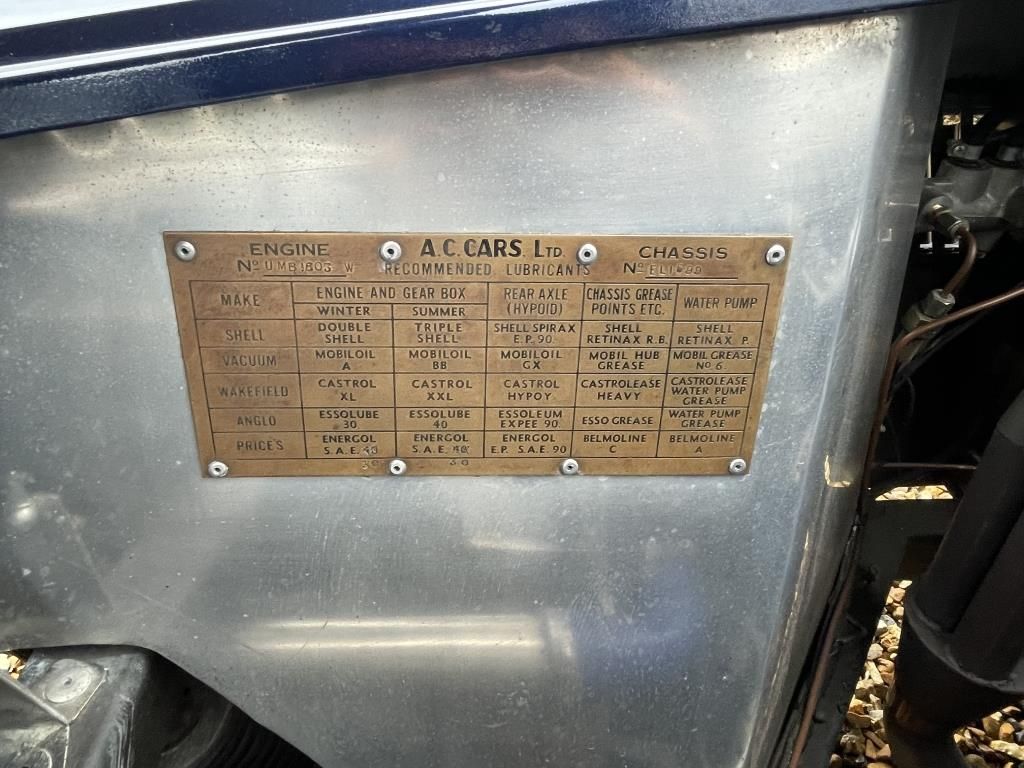 ENGINE A.C. CARS. LTD. CHASSIS
No UMB1603 W RECOMMENDED LUBRICANTS No
MAKE ENGINE AND GEAR BOX REAR AXLE (HYPOID) CHASSIS GREASE POINTS ETC. WATER PUMP
WINTER SUMMER
SHELL DOUBLE SHELL TRIPLE SHELL SHELL SPIRAX E.P. 90. SHELL RETINAX R.B. SHELL RETINAX P.
VACUUM MOBILOIL A MOBILOIL BB MOBILOIL GX MOBIL HUB GREASE MOBIL GREASE No 6.
WAKEFIELD CASTROL XL CASTROL XXL CASTROL HYPOY CASTROLEASE HEAVY CASTROLEASE WATER PUMP GREASE
ANGLO ESSOLUBE 30 ESSOLUBE 40 ESSOLEUM EXPEE 90. ESSO GREASE WATER PUMP GREASE
PRICE'S ENERGOL S.A.E. ENERGOL S.A.E. ENERGOL E.P. S.A.E. 90 BELMOLINE C BELMOLINE A
30